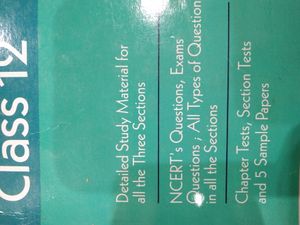 Class 12
Detailed Study Material for
all the Three Sections
NCERT's Questions, Exams'
Questions ; All Types of Question
in all the Sections
Chapter Tests, Section Tests
and 5 Sample Papers